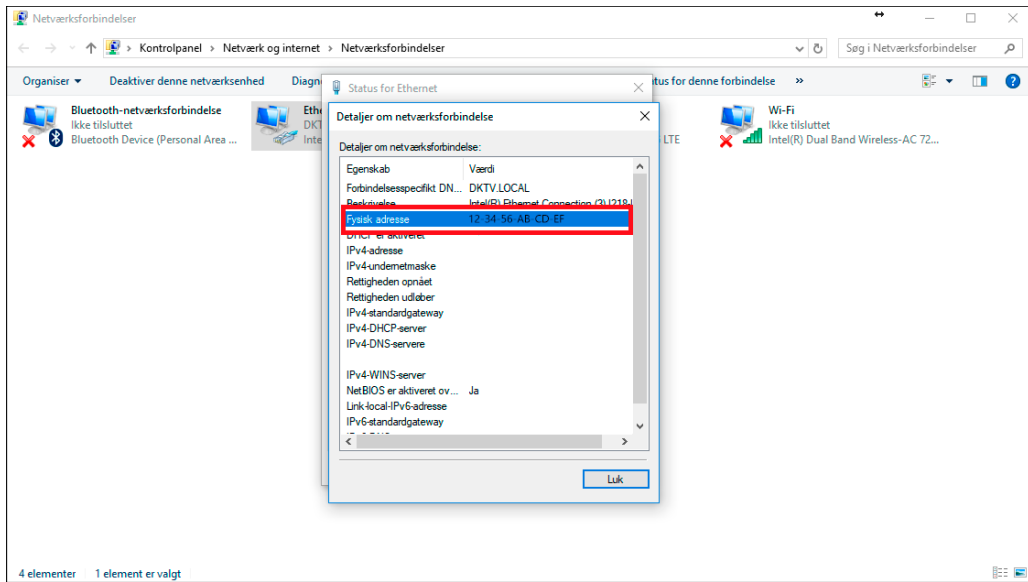 Netværksforbindelser
Kontrolpanel > Netværk og internet > Netværksforbindelser
Søg i Netværksforbindelser
Organiser Deaktiver denne netværksenhed Diagn tus for denne forbindelse »
Bluetooth-netværksforbindelse
Ikke tilsluttet
Bluetooth Device (Personal Area ...
Ethe
DKT
Inte
LTE
Wi-Fi
Ikke tilsluttet
Intel(R) Dual Band Wireless-AC 72...
Status for Ethernet
Detaljer om netværksforbindelse
Detaljer om netværksforbindelse:
Egenskab Værdi
Forbindelsesspecifikt DN... DKTV.LOCAL
Beskrivelse Intel(R) Ethernet Connection (3) I218-
Fysisk adresse 12-34-56-AB-CD-EF
DHCP er aktiveret
IPv4-adresse
IPv4-undernetmaske
Rettigheden opnået
Rettigheden udløber
IPv4-standardgateway
IPv4-DHCP-server
IPv4-DNS-servere
IPv4-WINS-server
NetBIOS er aktiveret ov... Ja
Link-local-IPv6-adresse
IPv6-standardgateway
Luk
4 elementer 1 element er valgt